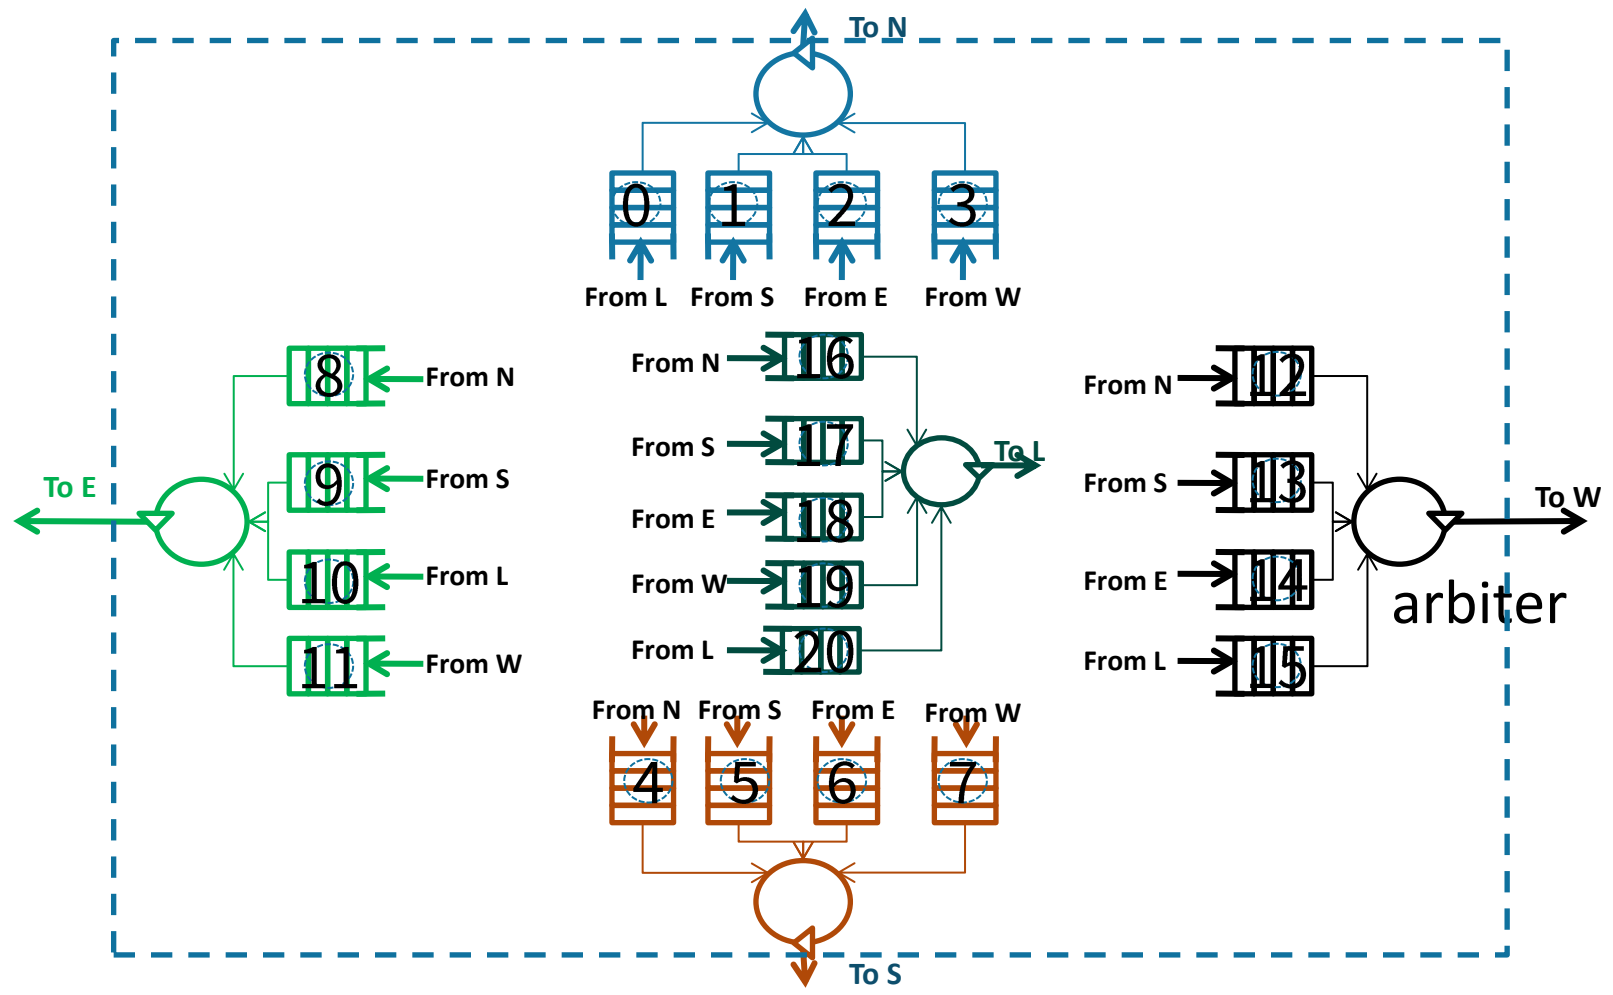 To N
0 1 2 3
From L From S From E From W
8 From N
9 From S
10 From L
11 From W
To E
From N 16
From S 17
From E 18
From W 19
From L 20
To L
From N 12
From S 13
From E 14
From L 15
To W
arbiter
From N From S From E From W
4 5 6 7
To S